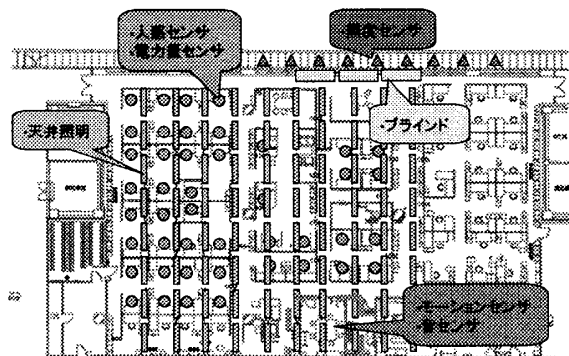 ・人感センサ
・電力量センサ
・照度センサ
・天井照明
・ブラインド
・モーションセンサ
・音センサ